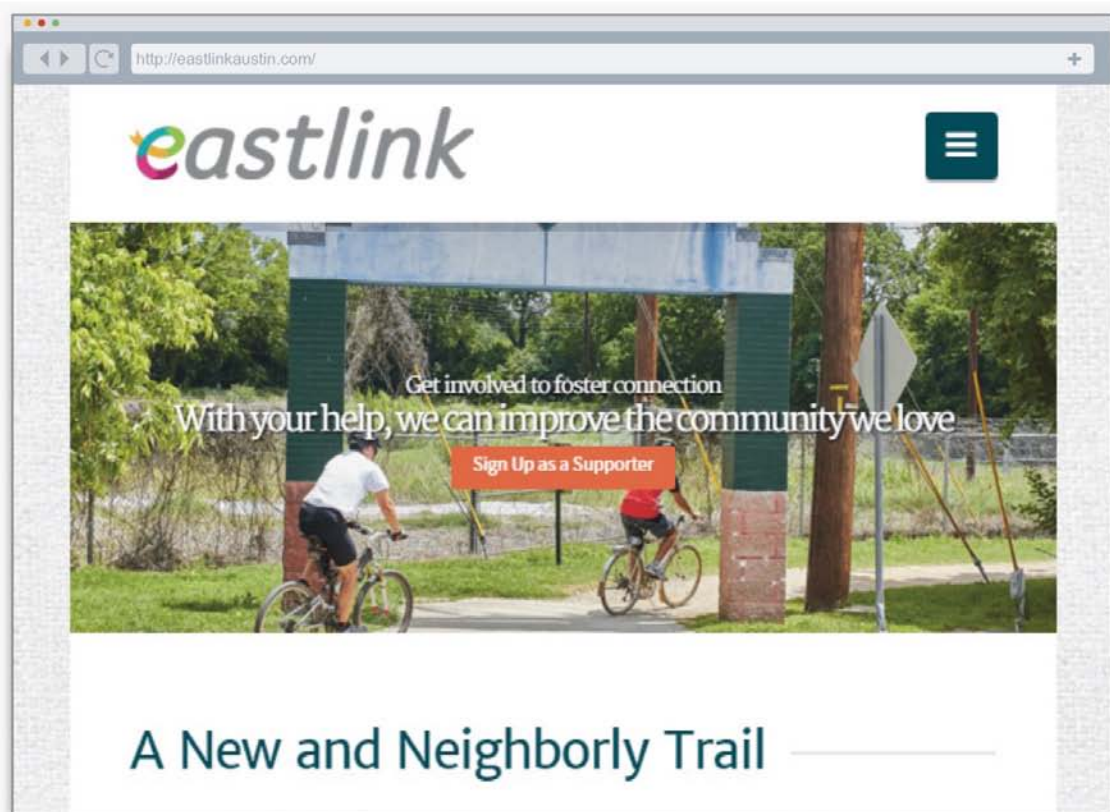 http://eastlinkaustin.com/
eastlink
Get involved to foster connection
With your help, we can improve the community we love
Sign Up as a Supporter
A New and Neighborly Trail